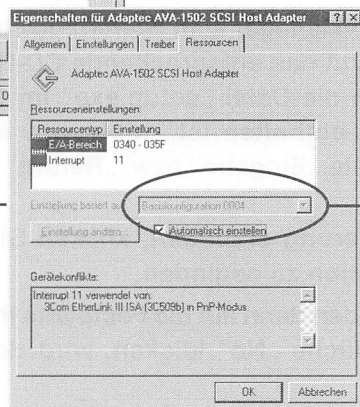 Eigenschaften für Adaptec AVA-1502 SCSI Host Adapter
Allgemein Einstellungen Treiber Ressourcen
Adaptec AVA-1502 SCSI Host Adapter
Ressourceneinstellungen:
Ressourcentyp Einstellung
E/A-Bereich 0340 - 035F
Interrupt 11
Einstellung basiert auf: Basiskonfiguration 0004
Einstellung ändern... Automatisch einstellen
Gerätekonflikte:
Interrupt 11 verwendet von:
3Com EtherLink III ISA (3C509b) in PnP-Modus
OK Abbrechen